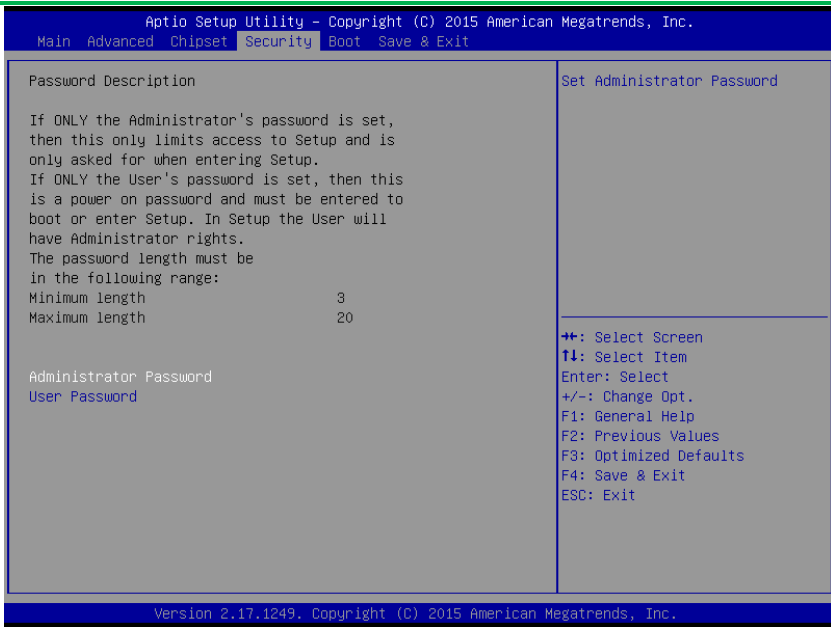 Aptio Setup Utility – Copyright (C) 2015 American Megatrends, Inc.
Main Advanced Chipset Security Boot Save & Exit
Password Description
If ONLY the Administrator's password is set,
then this only limits access to Setup and is
only asked for when entering Setup.
If ONLY the User's password is set, then this
is a power on password and must be entered to
boot or enter Setup. In Setup the User will
have Administrator rights.
The password length must be
in the following range:
Minimum length 3
Maximum length 20
Administrator Password
User Password
Set Administrator Password
→←: Select Screen
↑↓: Select Item
Enter: Select
+/-: Change Opt.
F1: General Help
F2: Previous Values
F3: Optimized Defaults
F4: Save & Exit
ESC: Exit
Version 2.17.1249. Copyright (C) 2015 American Megatrends, Inc.